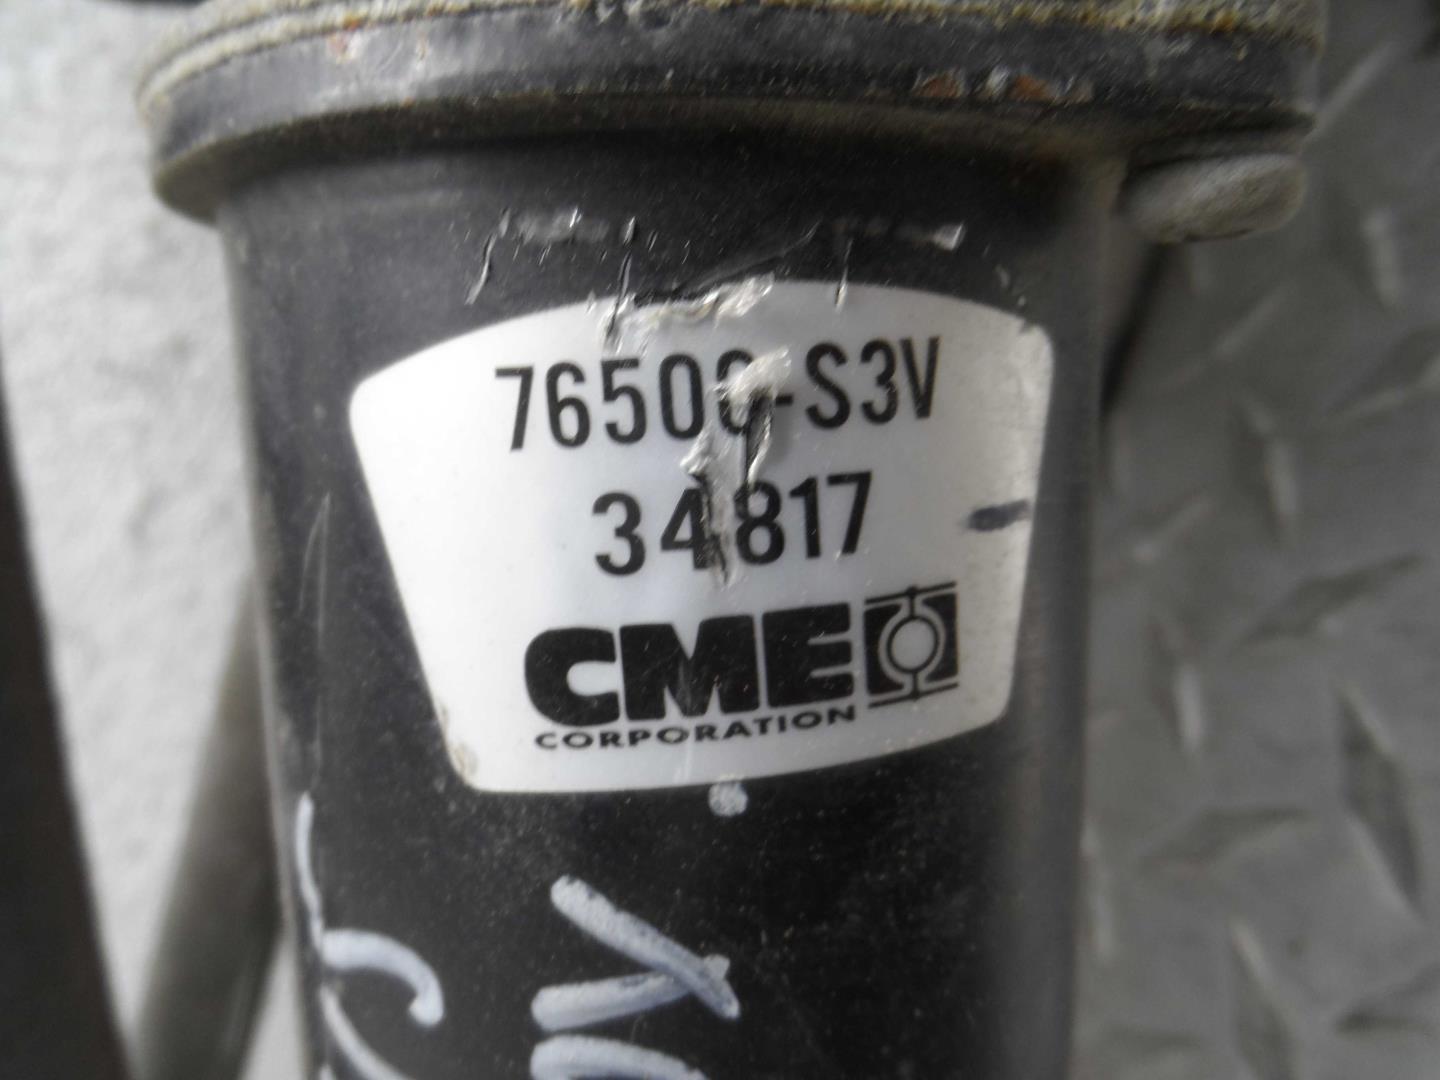 76500-S3V
34817
CME
CORPORATION